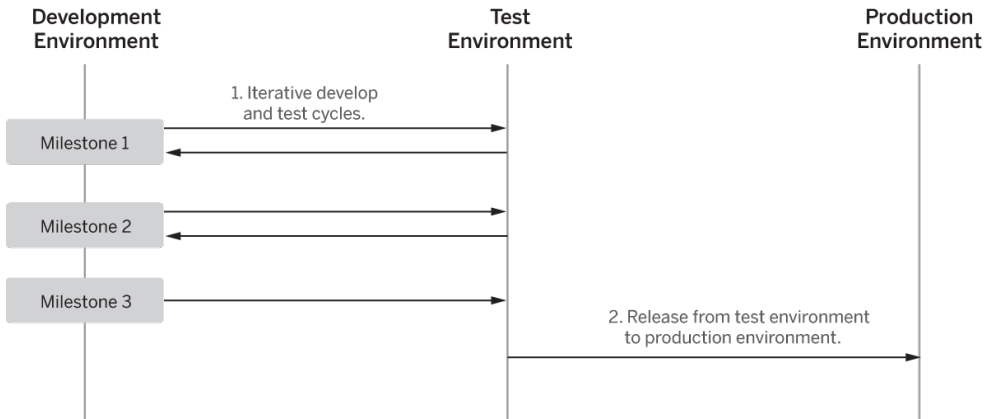 Development
Environment
Test
Environment
Production
Environment
1. Iterative develop
and test cycles.
Milestone 1
Milestone 2
Milestone 3
2. Release from test environment
to production environment.